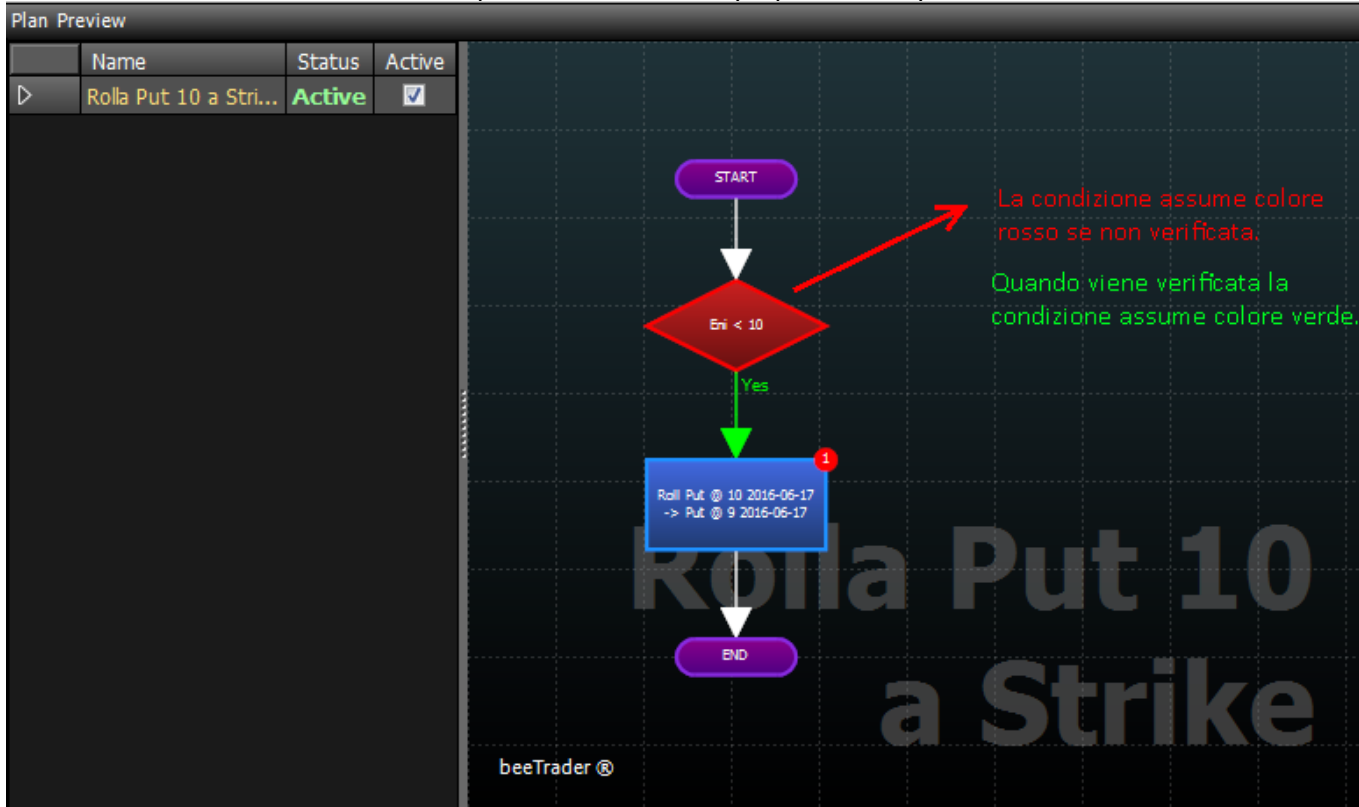 Plan Preview
Name Status Active
Rolla Put 10 a Stri... Active
START
La condizione assume colore
rosso se non verificata.
Quando viene verificata la
condizione assume colore verde.
Eni < 10
Yes
1
Roll Put @ 10 2016-06-17
-> Put @ 9 2016-06-17
Rolla Put 10
a Strike
END
beeTrader ®